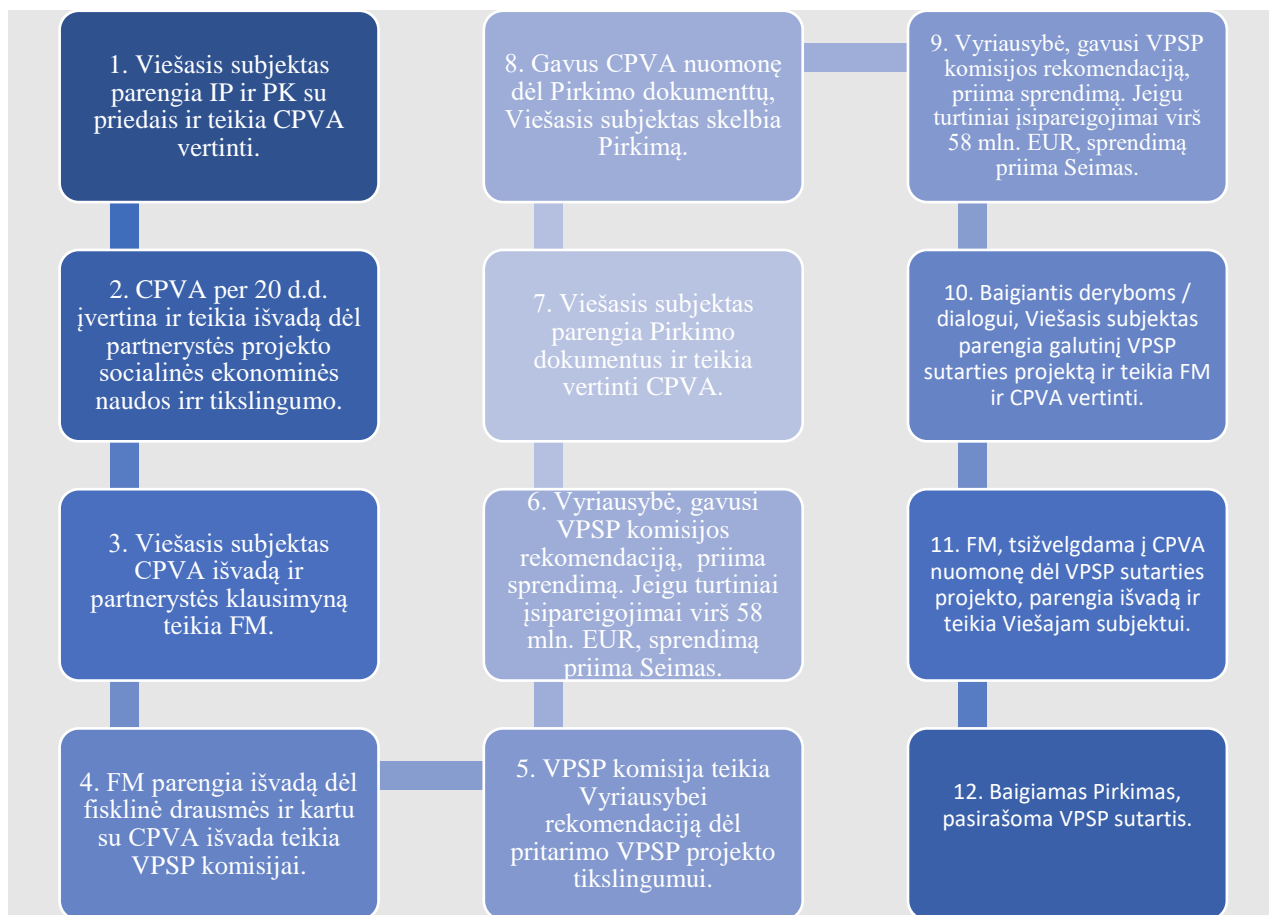 1. Viešasis subjektas
parengia IP ir PK su
priedais ir teikia CPVA
vertinti.
2. CPVA per 20 d.d.
įvertina ir teikia išvadą dėl
partnerystės projekto
socialinės ekonominės
naudos irr tikslingumo.
3. Viešasis subjektas
CPVA išvadą ir
partnerystės klausimyną
teikia FM.
4. FM parengia išvadą dėl
fisklinė drausmės ir kartu
su CPVA išvada teikia
VPSP komisijai.
5. VPSP komisija teikia
Vyriausybei
rekomendaciją dėl
pritarimo VPSP projekto
tikslingumui.
6. Vyriausybė, gavusi
VPSP komisijos
rekomendaciją, priima
sprendimą. Jeigu turtiniai
įsipareigojimai virš 58
mln. EUR, sprendimą
priima Seimas.
7. Viešasis subjektas
parengia Pirkimo
dokumentus ir teikia
vertinti CPVA.
8. Gavus CPVA nuomonę
dėl Pirkimo dokumenttų,
Viešasis subjektas skelbia
Pirkimą.
9. Vyriausybė, gavusi VPSP
komisijos rekomendaciją,
priima sprendimą. Jeigu
turtiniai įsipareigojimai virš
58 mln. EUR, sprendimą
priima Seimas.
10. Baigiantis deryboms /
dialogui, Viešasis subjektas
parengia galutinį VPSP
sutarties projektą ir teikia FM
ir CPVA vertinti.
11. FM, tsižvelgdama į CPVA
nuomonę dėl VPSP sutarties
projekto, parengia išvadą ir
teikia Viešajam subjektui.
12. Baigiamas Pirkimas,
pasirašoma VPSP sutartis.